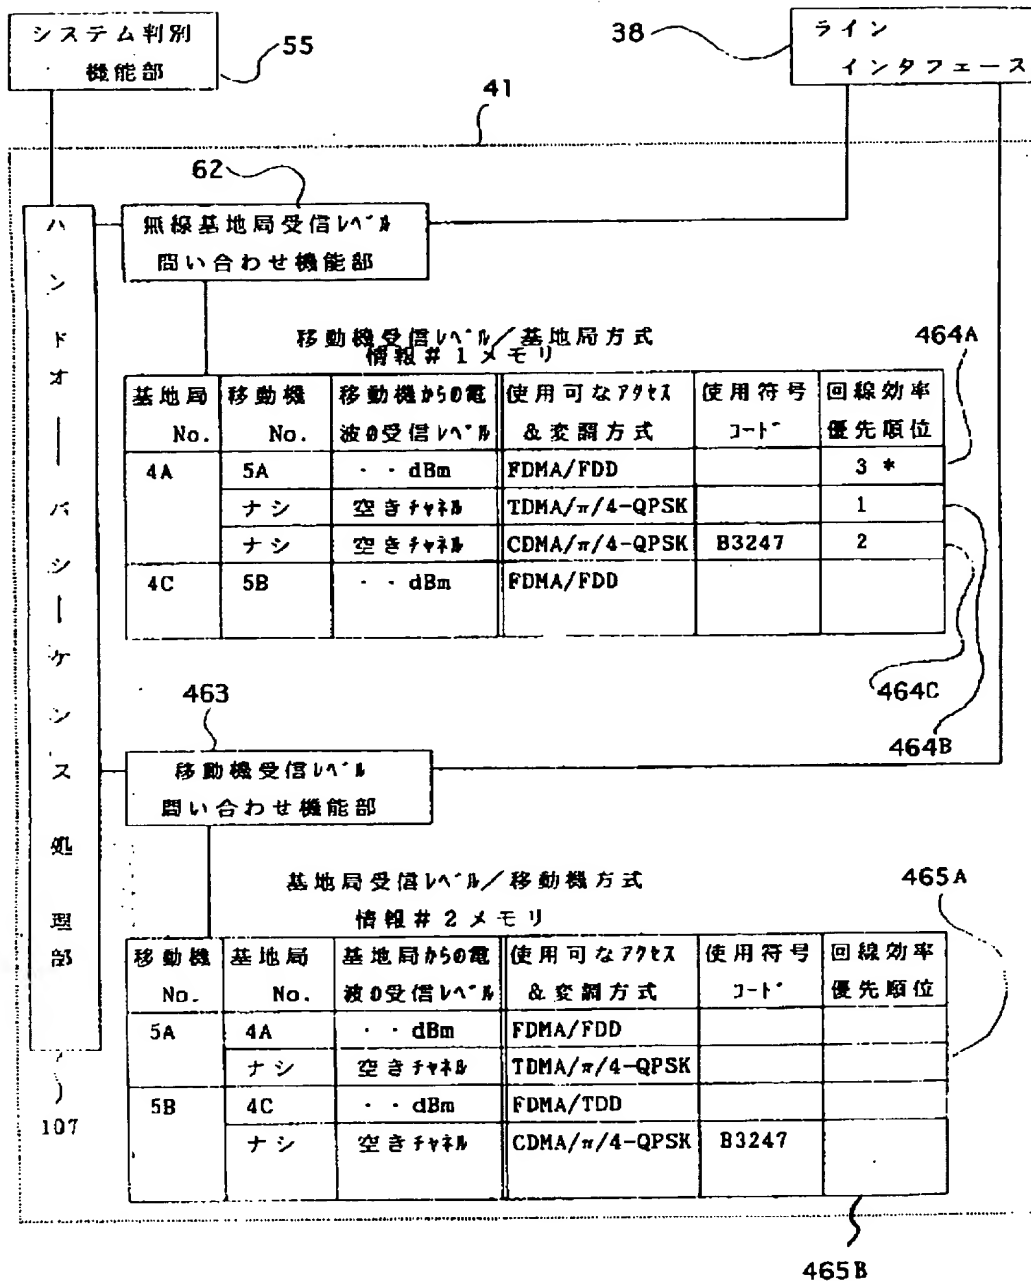 システム判別
機能部
55
38
ライン
インタフェース
41
62
無線基地局受信レベル
問い合わせ機能部
ハンドオーバシーケンス処理部
移動機受信レベル/基地局方式
情報#1メモリ
464A
基地局 移動機 移動機からの電 使用可なアクセス 使用符号 回線効率
No. No. 波の受信レベル &変調方式 コード 優先順位
4A 5A ・・dBm FDMA/FDD 3 *
ナシ 空きチャネル TDMA/π/4-QPSK 1
ナシ 空きチャネル CDMA/π/4-QPSK B3247 2
4C 5B ・・dBm FDMA/FDD
464C
464B
463
移動機受信レベル
問い合わせ機能部
基地局受信レベル/移動機方式
情報#2メモリ
465A
移動機 基地局 基地局からの電 使用可なアクセス 使用符号 回線効率
No. No. 波の受信レベル &変調方式 コード 優先順位
5A 4A ・・dBm FDMA/FDD
ナシ 空きチャネル TDMA/π/4-QPSK
5B 4C ・・dBm FDMA/TDD
ナシ 空きチャネル CDMA/π/4-QPSK B3247
107
465B